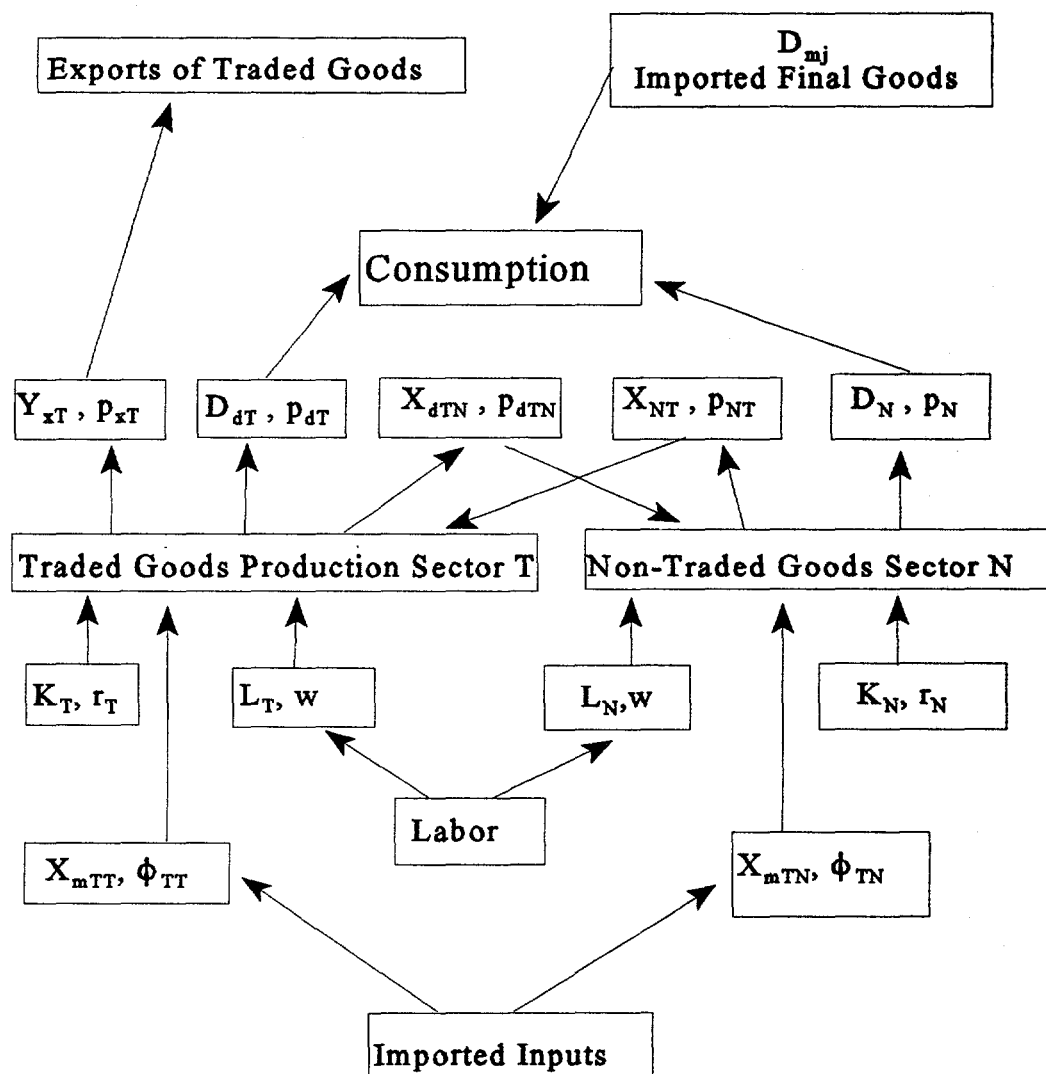 Exports of Traded Goods
D_mj
Imported Final Goods
Consumption
Y_xT , p_xT
D_dT , p_dT
X_dTN , p_dTN
X_NT , p_NT
D_N , p_N
Traded Goods Production Sector T
Non-Traded Goods Sector N
K_T, r_T
L_T, w
L_N,w
K_N, r_N
Labor
X_mTT, ϕ_TT
X_mTN, ϕ_TN
Imported Inputs